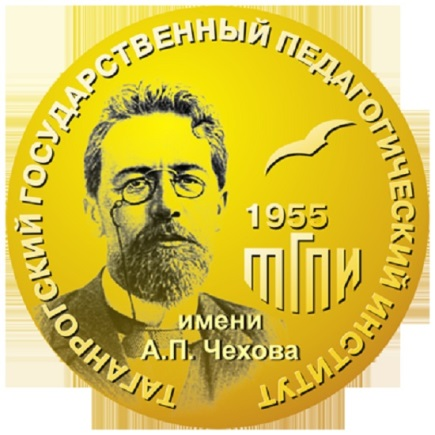 ТАГАНРОГСКИЙ ГОСУДАРСТВЕННЫЙ ПЕДАГОГИЧЕСКИЙ ИНСТИТУТ
1955
ТГПИ
имени
А.П. Чехова